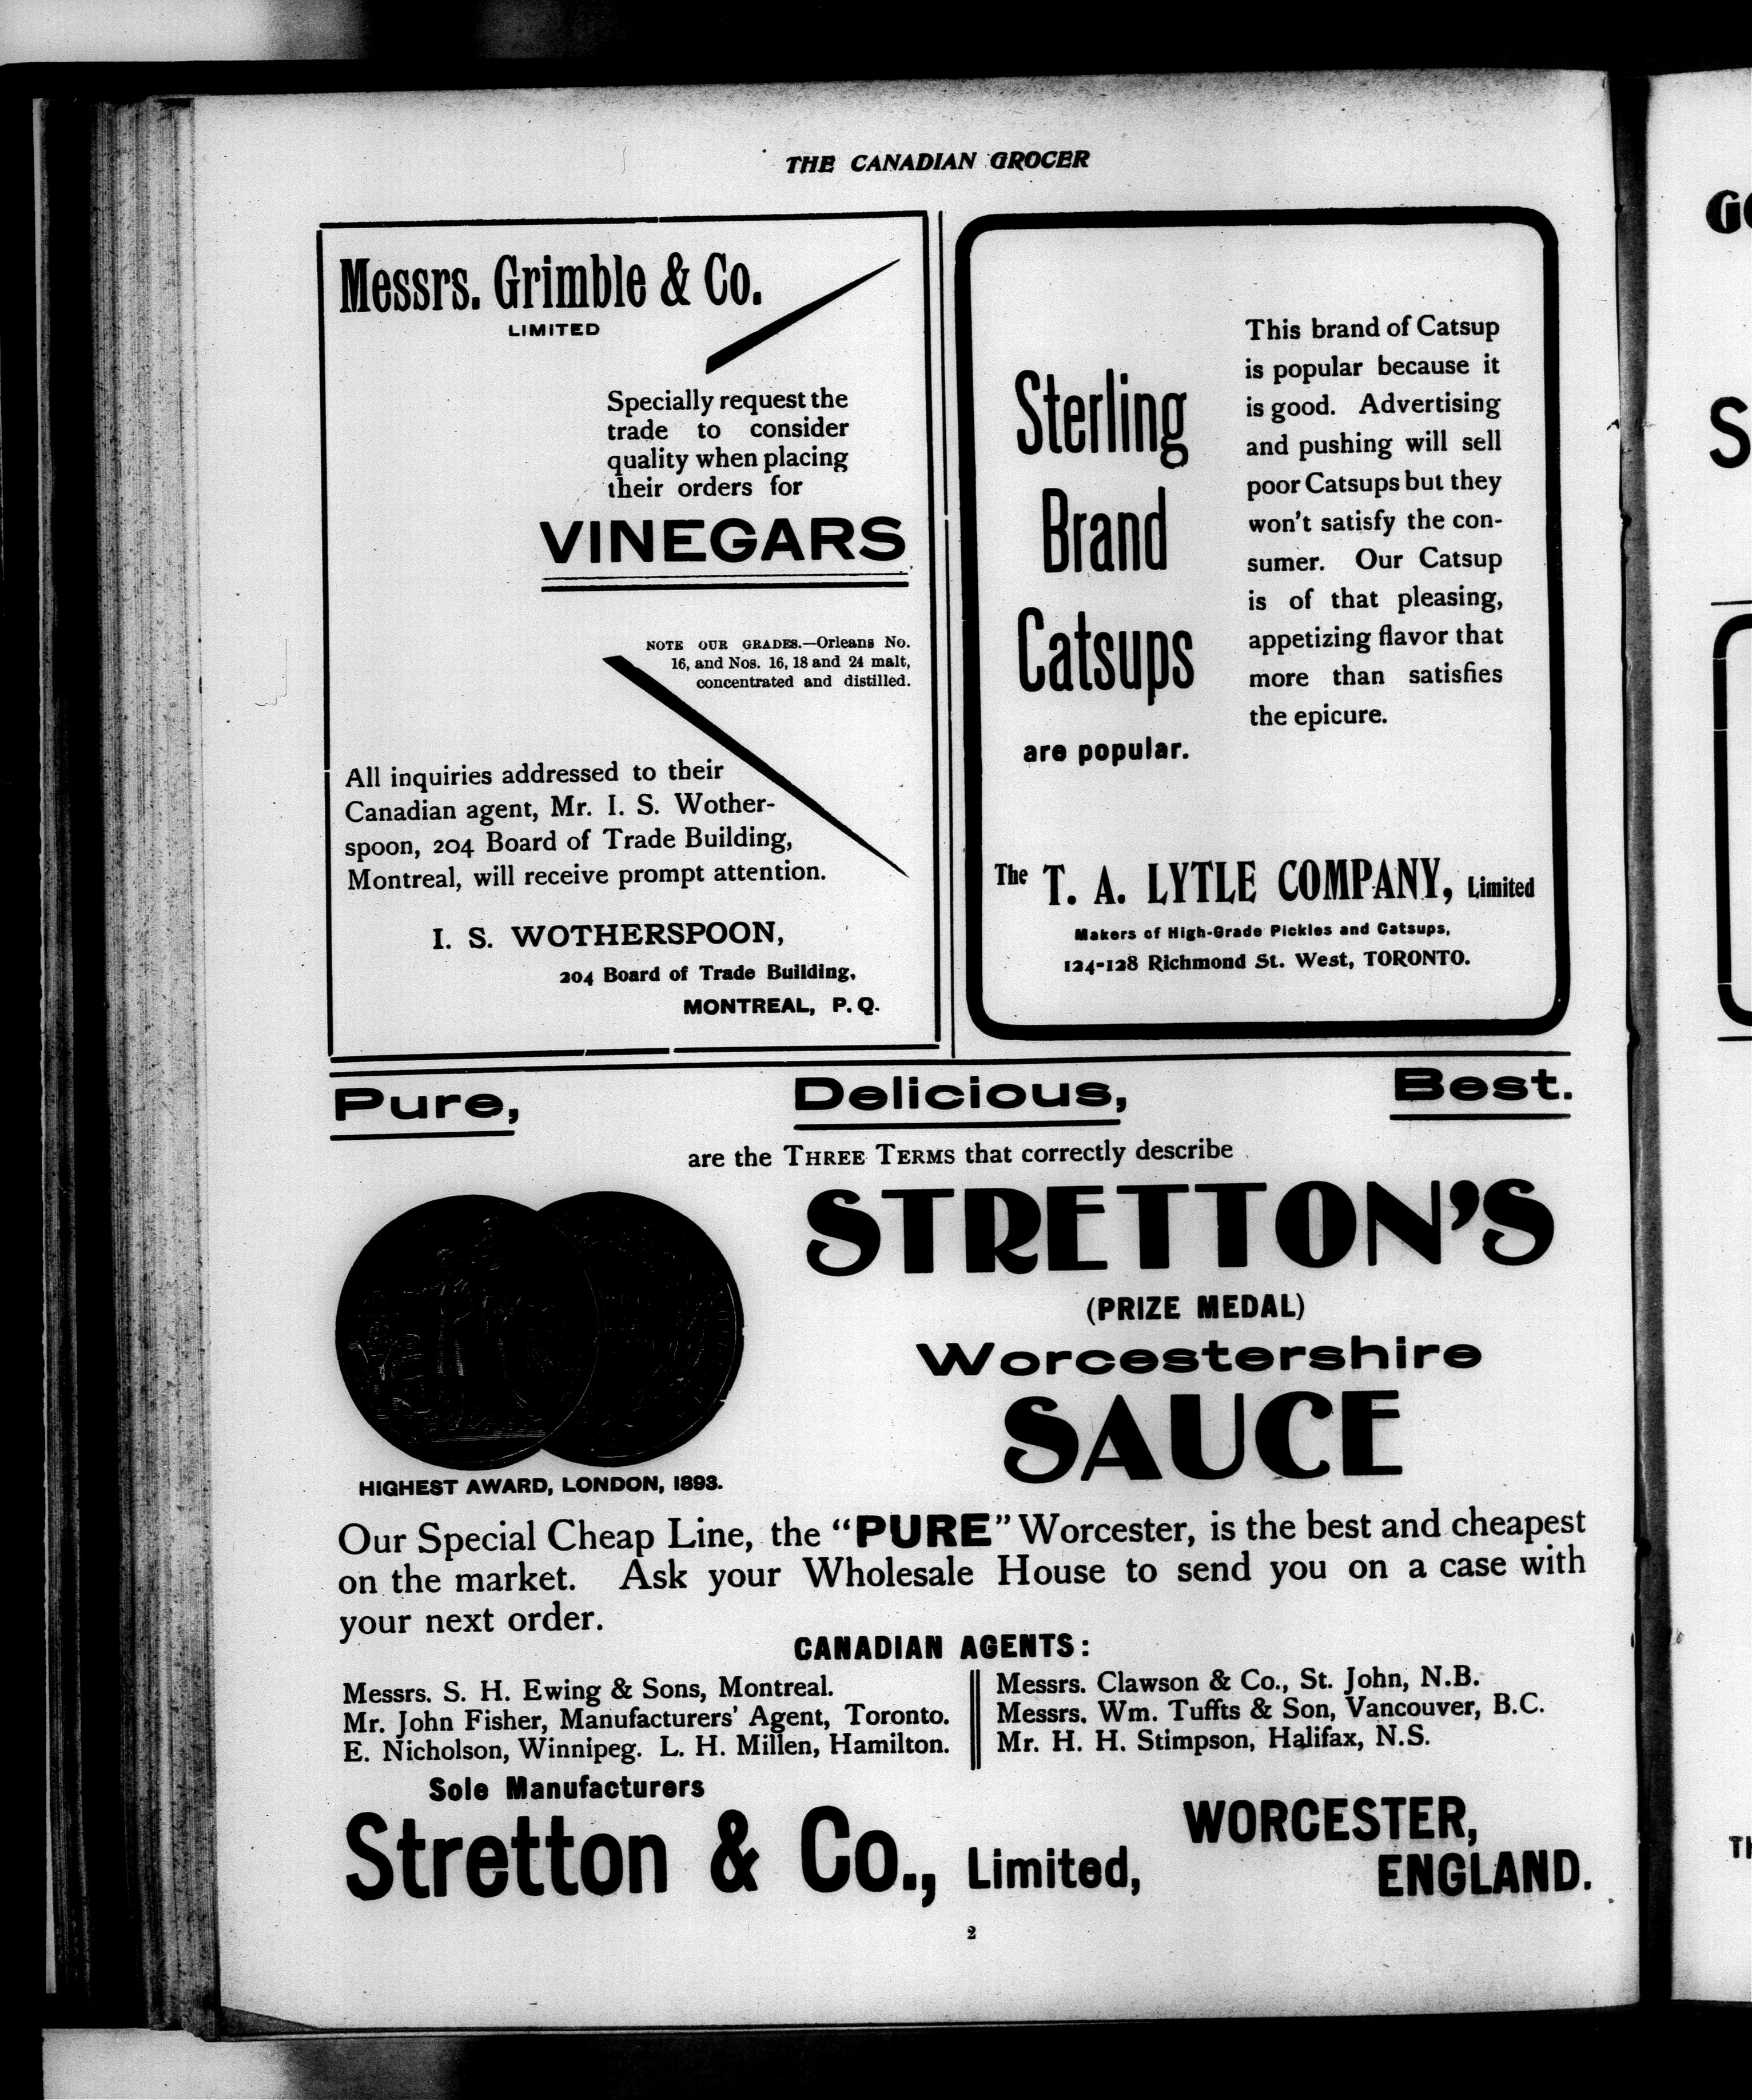 THE CANADIAN GROCER
Messrs. Grimble & Co.
LIMITED
Specially request the
trade to consider
quality when placing
their orders for
VINEGARS
NOTE OUR GRADES.—Orleans No.
16, and Nos. 16, 18 and 24 malt,
concentrated and distilled.
All inquiries addressed to their
Canadian agent, Mr. I. S. Wother-
spoon, 204 Board of Trade Building,
Montreal, will receive prompt attention.
I. S. WOTHERSPOON,
204 Board of Trade Building,
MONTREAL, P. Q.
Sterling
Brand
Catsups
are popular.
This brand of Catsup
is popular because it
is good. Advertising
and pushing will sell
poor Catsups but they
won't satisfy the con-
sumer. Our Catsup
is of that pleasing,
appetizing flavor that
more than satisfies
the epicure.
The T. A. LYTLE COMPANY, Limited
Makers of High-Grade Pickles and Catsups,
124-128 Richmond St. West, TORONTO.
Pure, Delicious, Best.
are the THREE TERMS that correctly describe
STRETTON'S
(PRIZE MEDAL)
Worcestershire
SAUCE
HIGHEST AWARD, LONDON, 1893.
Our Special Cheap Line, the "PURE" Worcester, is the best and cheapest
on the market. Ask your Wholesale House to send you on a case with
your next order.
CANADIAN AGENTS:
Messrs. S. H. Ewing & Sons, Montreal.
Mr. John Fisher, Manufacturers' Agent, Toronto.
E. Nicholson, Winnipeg. L. H. Millen, Hamilton.
Messrs. Clawson & Co., St. John, N.B.
Messrs. Wm. Tuffts & Son, Vancouver, B.C.
Mr. H. H. Stimpson, Halifax, N.S.
Sole Manufacturers
Stretton & Co., Limited,
WORCESTER,
ENGLAND.
2